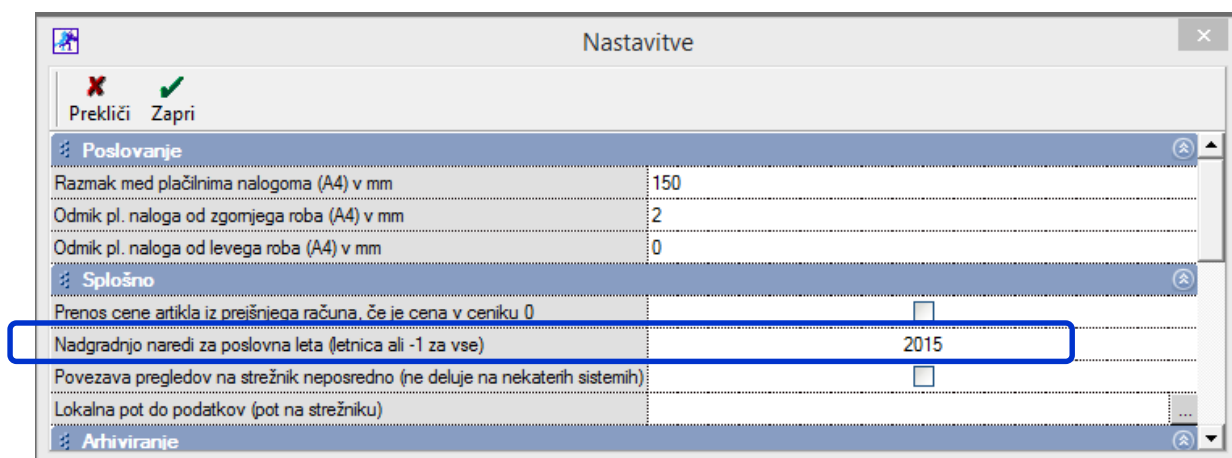 Nastavitve
Prekliči Zapri
Poslovanje
Razmak med plačilnima nalogoma (A4) v mm 150
Odmik pl. naloga od zgornjega roba (A4) v mm 2
Odmik pl. naloga od levega roba (A4) v mm 0
Splošno
Prenos cene artikla iz prejšnjega računa, če je cena v ceniku 0
Nadgradnjo naredi za poslovna leta (letnica ali -1 za vse) 2015
Povezava pregledov na strežnik neposredno (ne deluje na nekaterih sistemih)
Lokalna pot do podatkov (pot na strežniku) ...
Arhiviranje